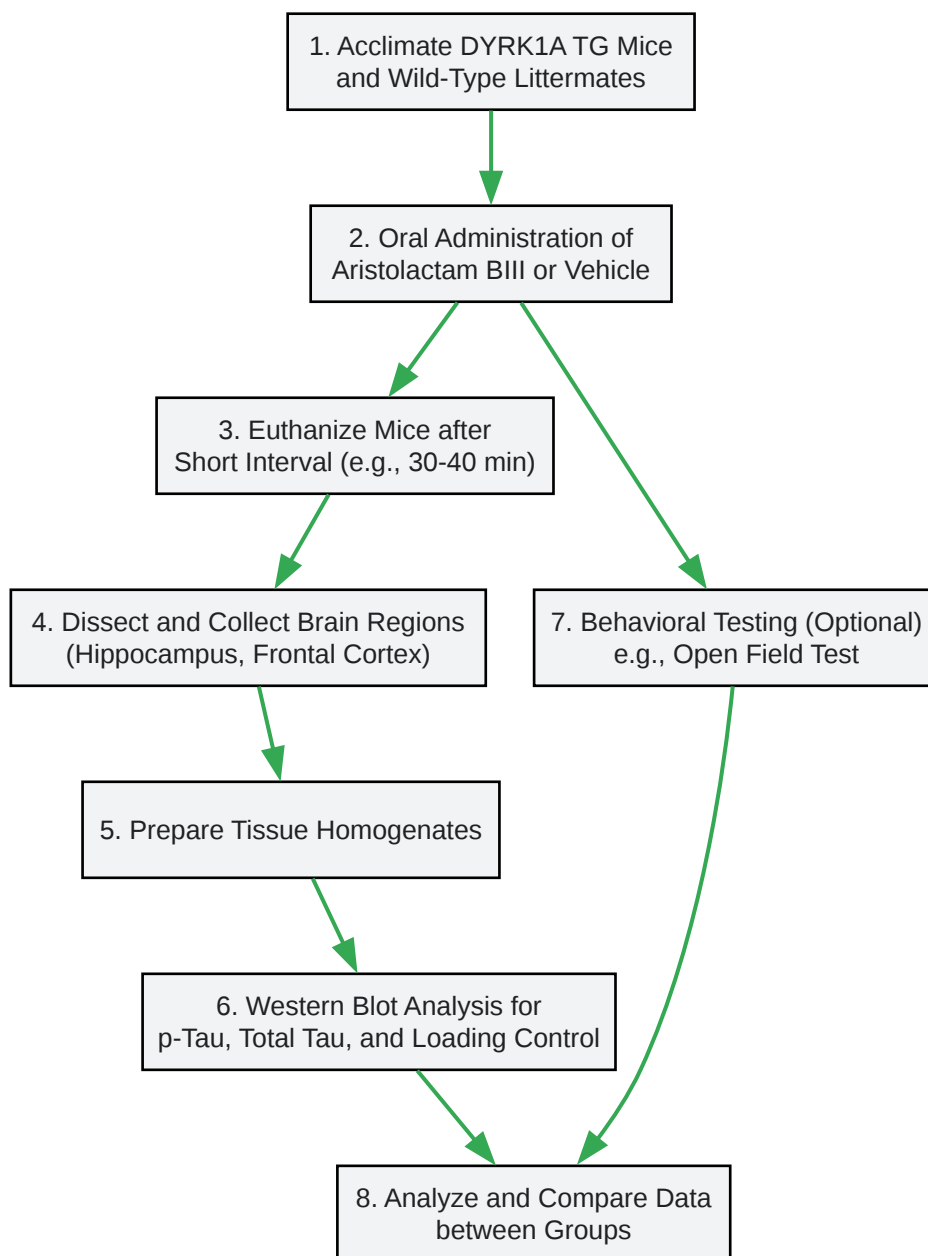 1. Acclimate DYRK1A TG Mice
and Wild-Type Littermates
2. Oral Administration of
Aristolactam BIII or Vehicle
3. Euthanize Mice after
Short Interval (e.g., 30-40 min)
4. Dissect and Collect Brain Regions
(Hippocampus, Frontal Cortex)
7. Behavioral Testing (Optional)
e.g., Open Field Test
5. Prepare Tissue Homogenates
6. Western Blot Analysis for
p-Tau, Total Tau, and Loading Control
8. Analyze and Compare Data
between Groups